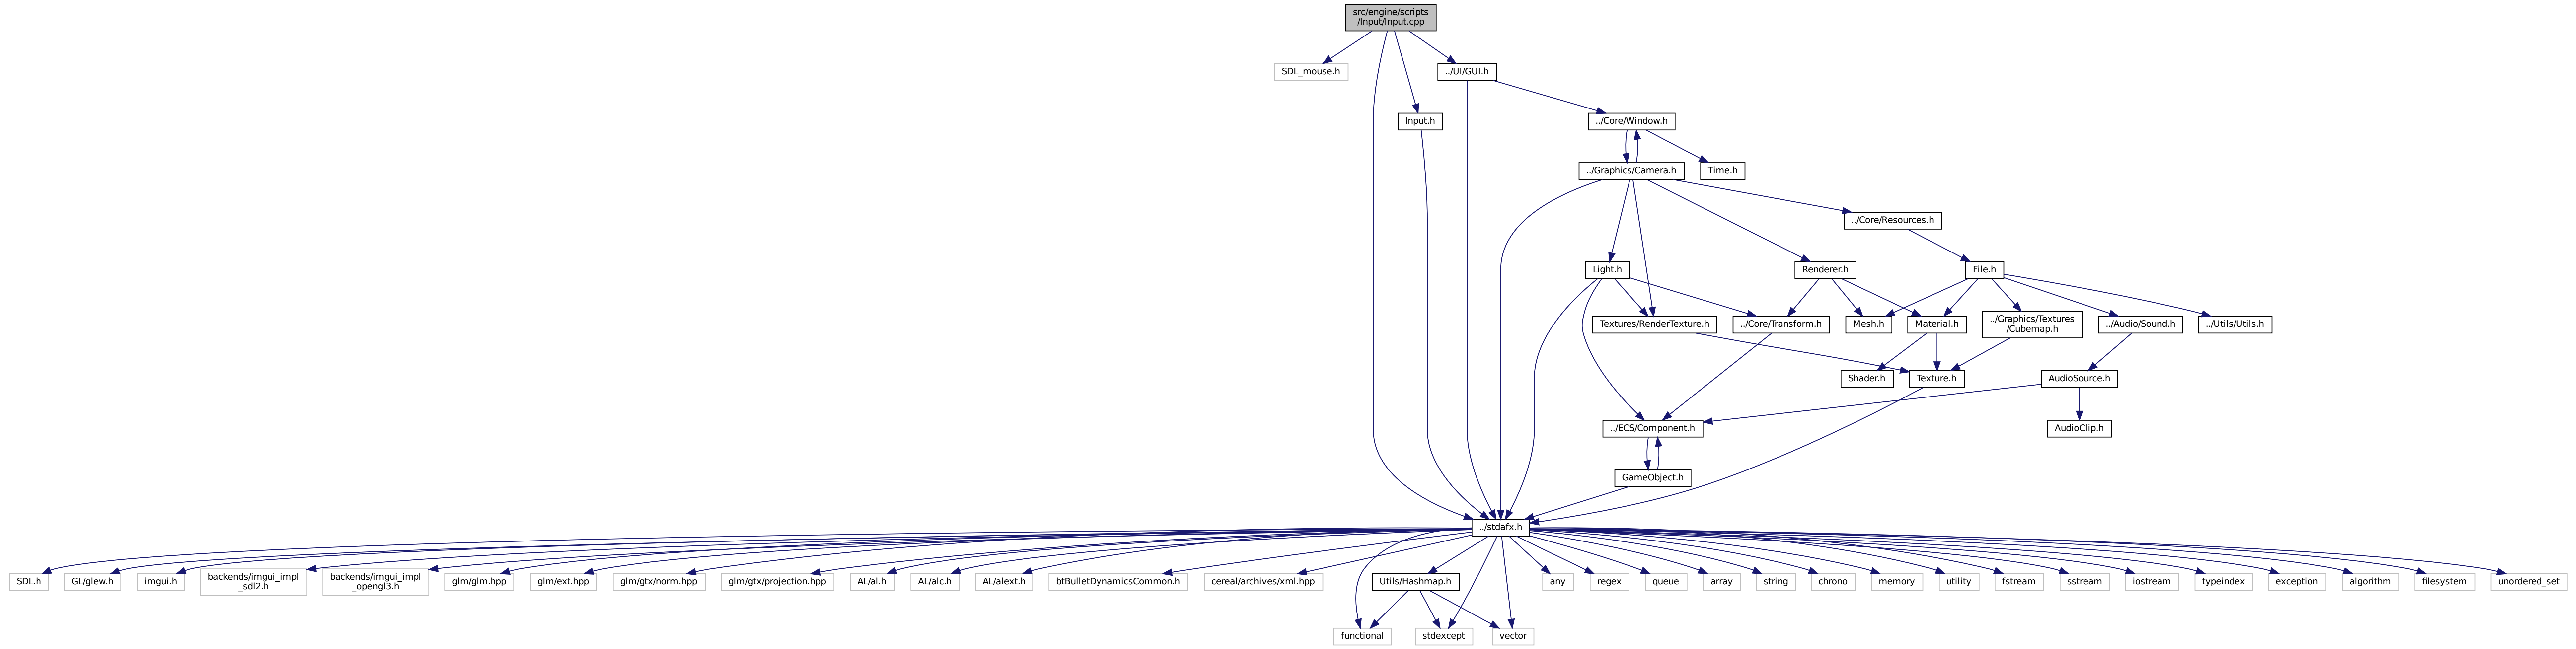 src/engine/scripts
/Input/Input.cpp
SDL_mouse.h
../UI/GUI.h
Input.h
../Core/Window.h
../Graphics/Camera.h
Time.h
../Core/Resources.h
Light.h
Renderer.h
File.h
Textures/RenderTexture.h
../Core/Transform.h
Mesh.h
Material.h
../Graphics/Textures
/Cubemap.h
../Audio/Sound.h
../Utils/Utils.h
Shader.h
Texture.h
AudioSource.h
../ECS/Component.h
AudioClip.h
GameObject.h
../stdafx.h
SDL.h
GL/glew.h
imgui.h
backends/imgui_impl
_sdl2.h
backends/imgui_impl
_opengl3.h
glm/glm.hpp
glm/ext.hpp
glm/gtx/norm.hpp
glm/gtx/projection.hpp
AL/al.h
AL/alc.h
AL/alext.h
btBulletDynamicsCommon.h
cereal/archives/xml.hpp
Utils/Hashmap.h
any
regex
queue
array
string
chrono
memory
utility
fstream
sstream
iostream
typeindex
exception
algorithm
filesystem
unordered_set
functional
stdexcept
vector